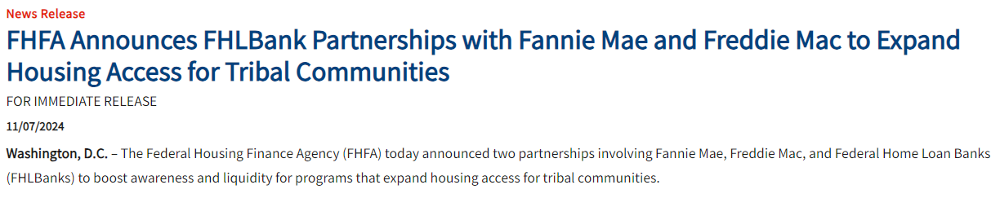 News Release
FHFA Announces FHLBank Partnerships with Fannie Mae and Freddie Mac to Expand
Housing Access for Tribal Communities
FOR IMMEDIATE RELEASE
11/07/2024
Washington, D.C. – The Federal Housing Finance Agency (FHFA) today announced two partnerships involving Fannie Mae, Freddie Mac, and Federal Home Loan Banks
(FHLBanks) to boost awareness and liquidity for programs that expand housing access for tribal communities.